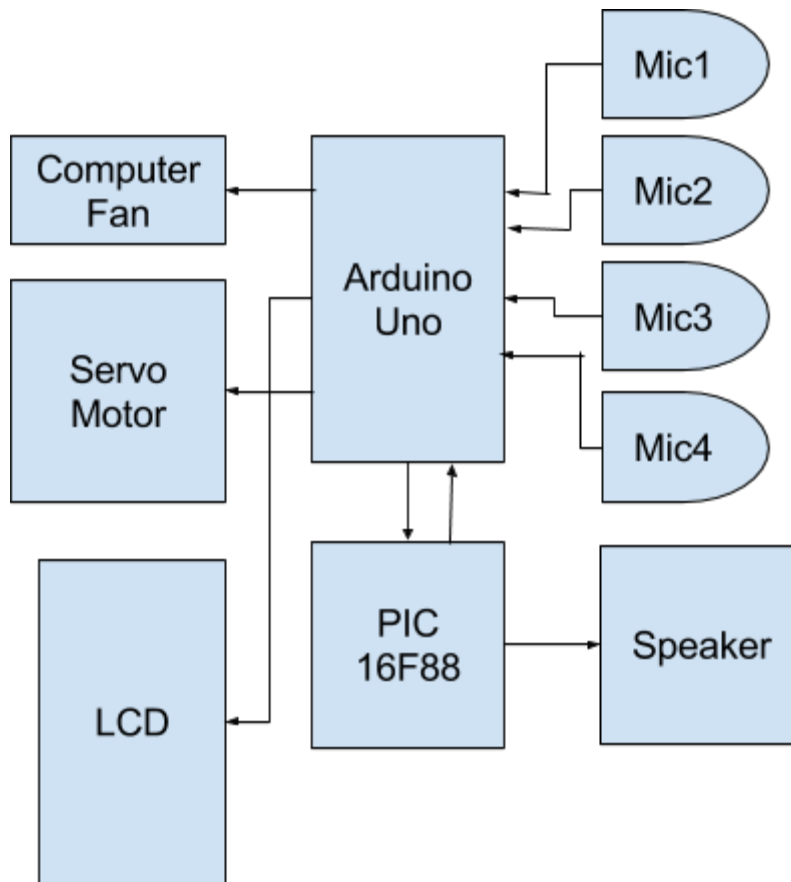 Mic1
Computer
Fan
Mic2
Arduino
Uno
Mic3
Servo
Motor
Mic4
PIC
16F88
Speaker
LCD